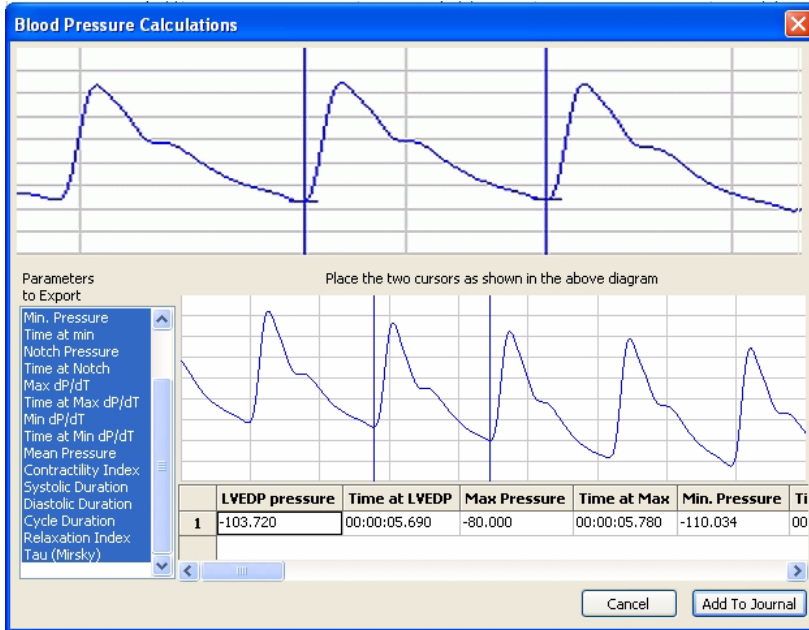 Blood Pressure Calculations
Parameters
to Export
Place the two cursors as shown in the above diagram
Min. Pressure
Time at min
Notch Pressure
Time at Notch
Max dP/dT
Time at Max dP/dT
Min dP/dT
Time at Min dP/dT
Mean Pressure
Contractility Index
Systolic Duration
Diastolic Duration
Cycle Duration
Relaxation Index
Tau (Mirsky)
LVEDP pressure Time at LVEDP Max Pressure Time at Max Min. Pressure Ti
1 -103.720 00:00:05.690 -80.000 00:00:05.780 -110.034 00
Cancel Add To Journal